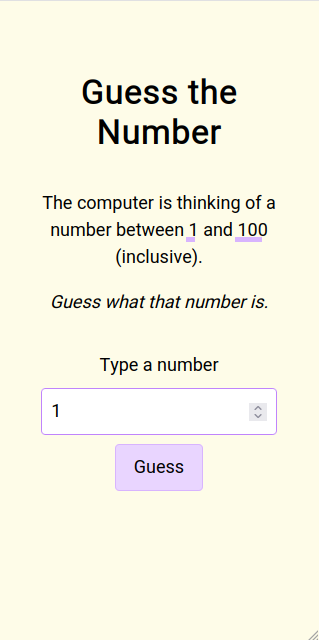 Guess the
Number
The computer is thinking of a
number between 1 and 100
(inclusive).
Guess what that number is.
Type a number
1
Guess